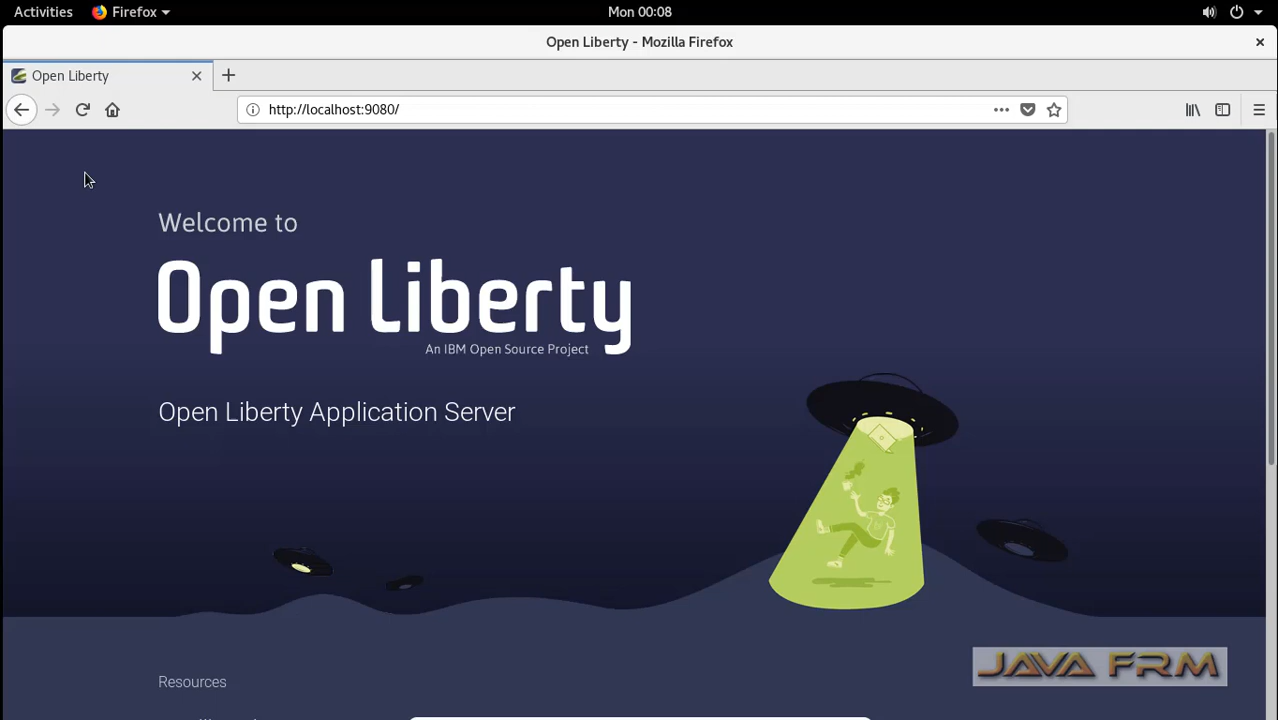 Activities Firefox Mon 00:08
Open Liberty - Mozilla Firefox
Open Liberty
http://localhost:9080/
Welcome to
Open Liberty
An IBM Open Source Project
Open Liberty Application Server
JAVA FRM
Resources